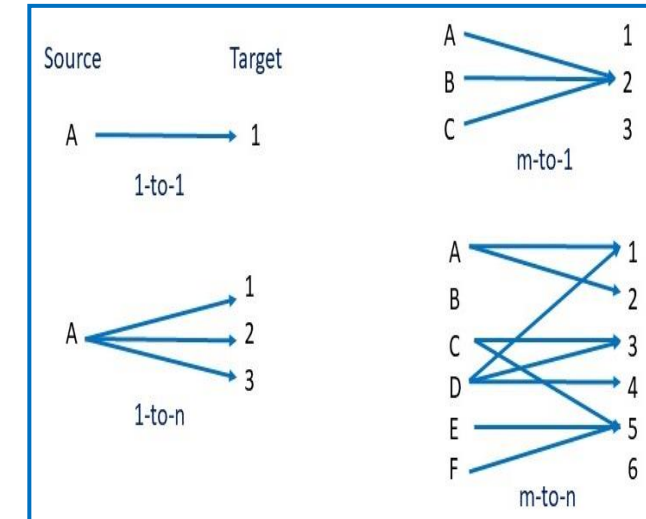 Source Target
A 1
1-to-1
A 1
B 2
C 3
m-to-1
1
A 2
3
1-to-n
A 1
B 2
C 3
D 4
E 5
F 6
m-to-n